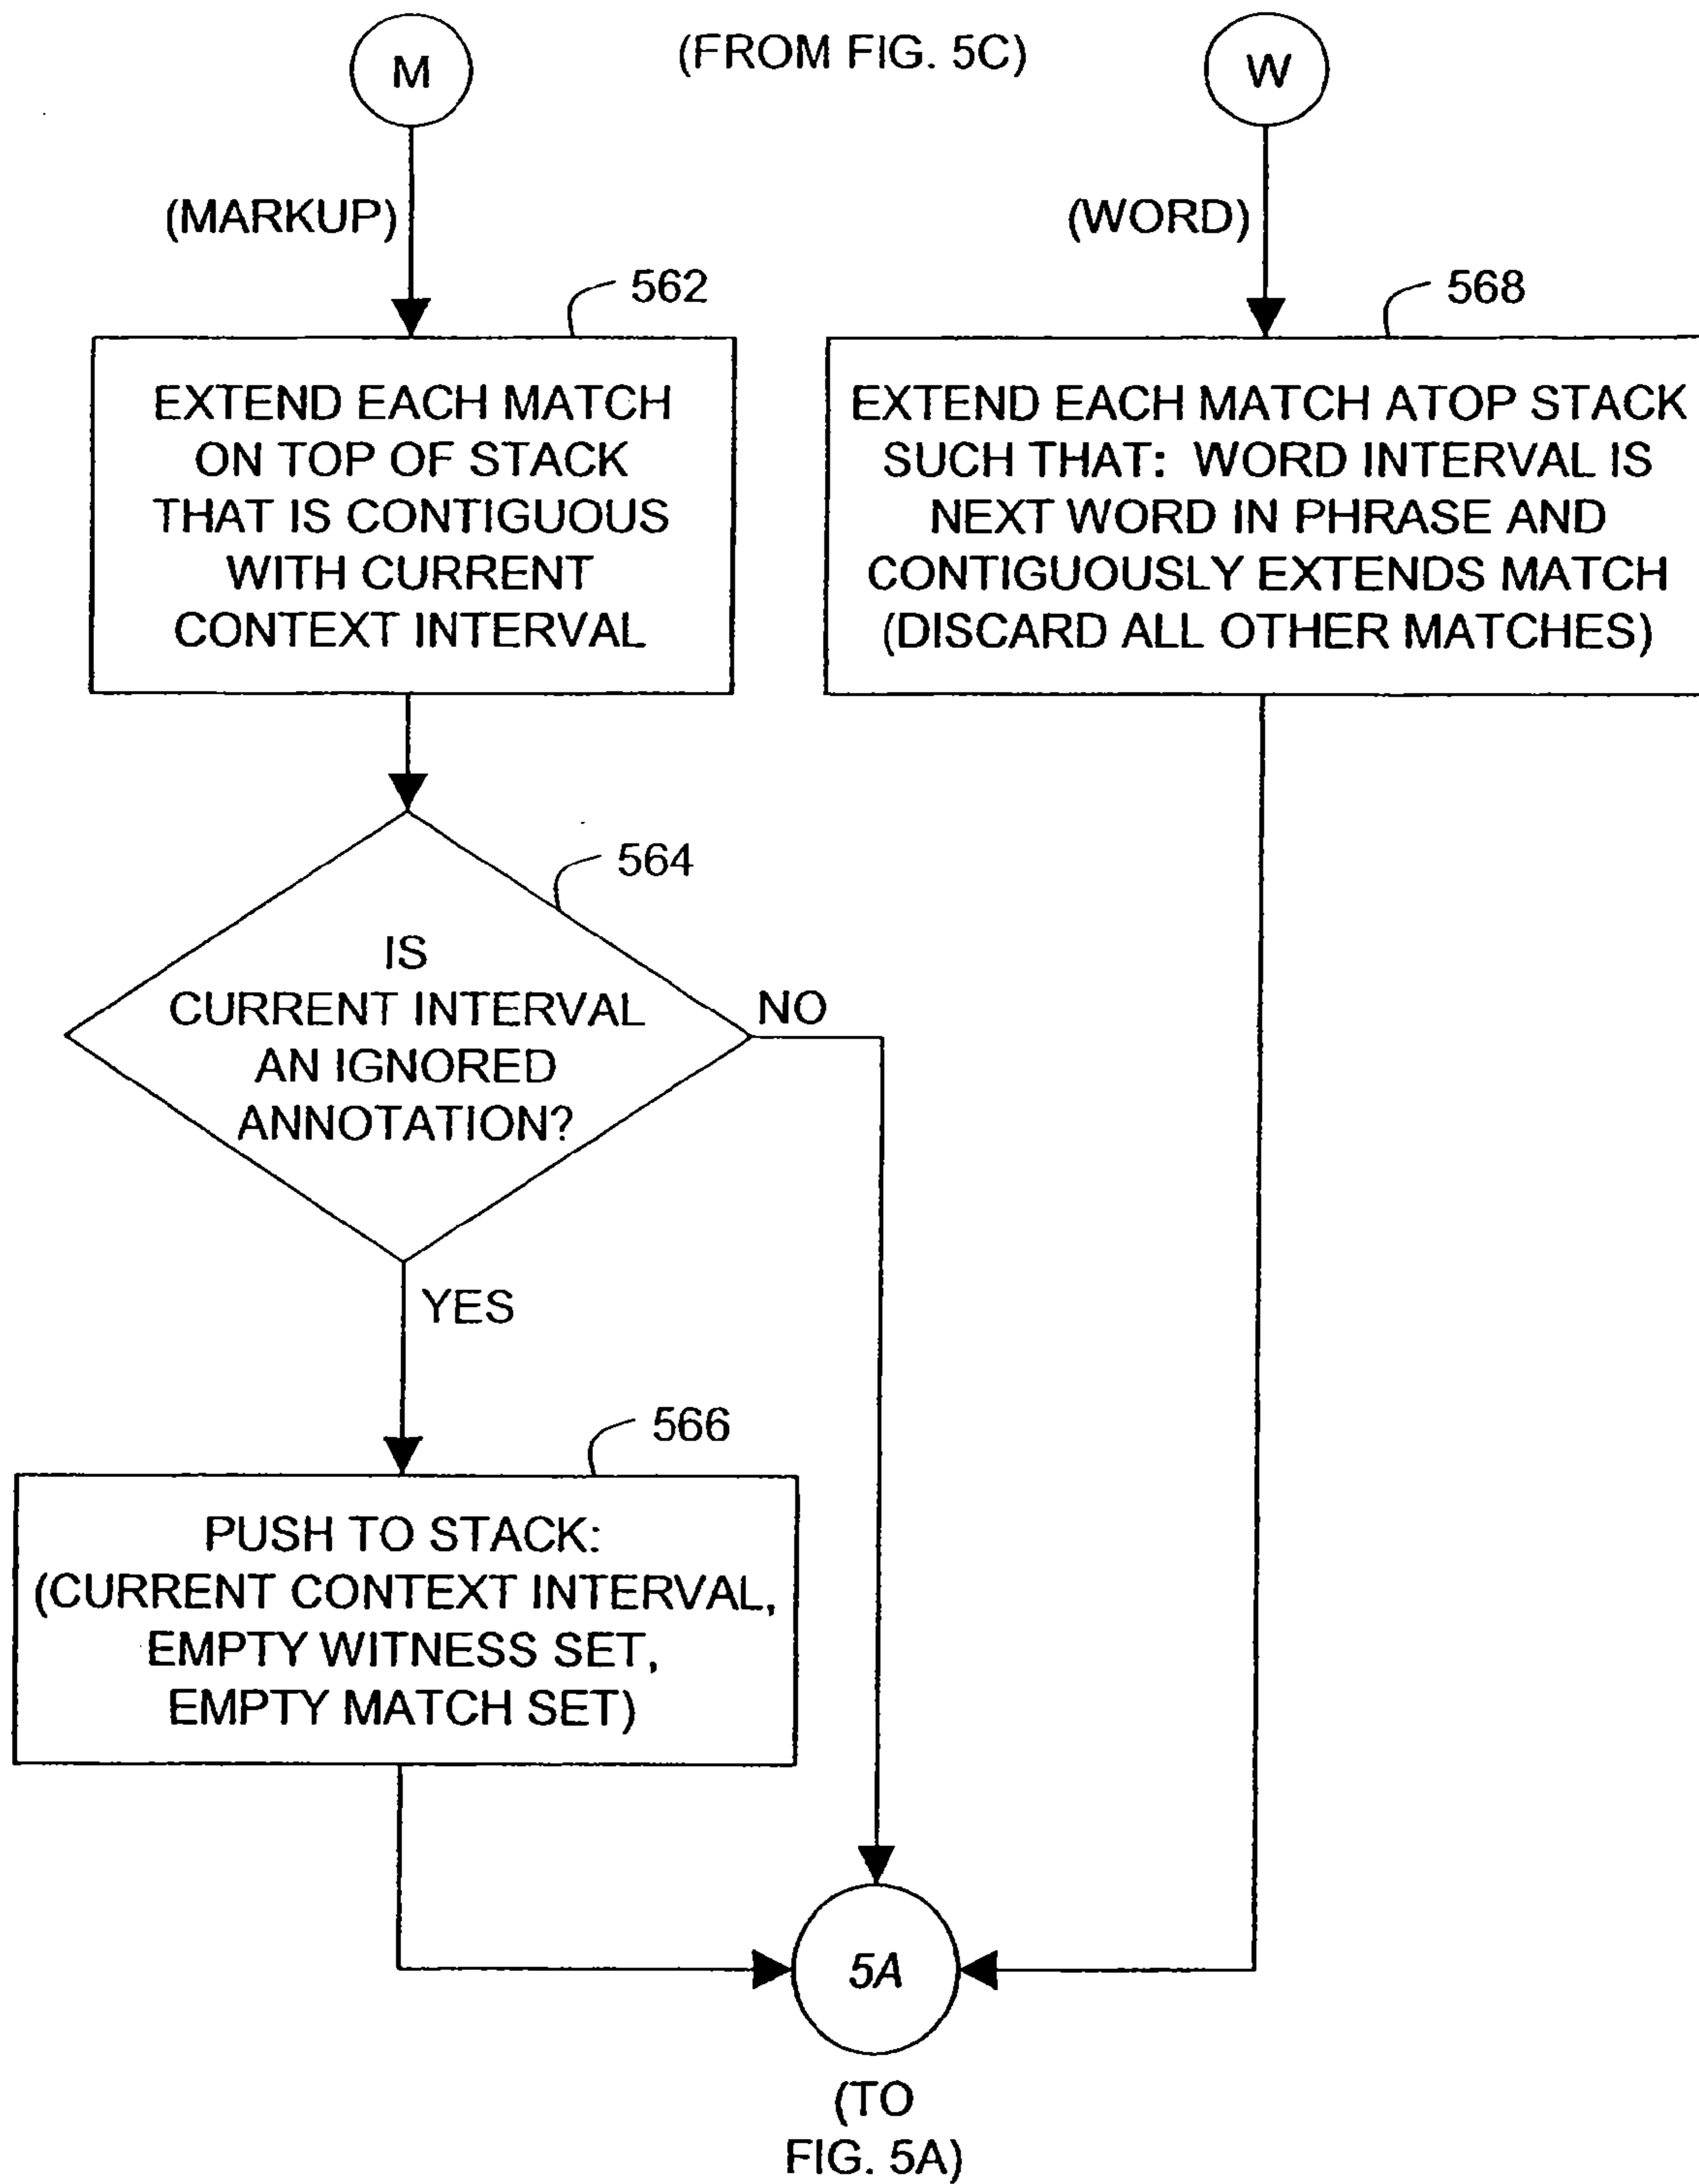 M
(FROM FIG. 5C)
W
(MARKUP)
(WORD)
562
568
EXTEND EACH MATCH
ON TOP OF STACK
THAT IS CONTIGUOUS
WITH CURRENT
CONTEXT INTERVAL
EXTEND EACH MATCH ATOP STACK
SUCH THAT: WORD INTERVAL IS
NEXT WORD IN PHRASE AND
CONTIGUOUSLY EXTENDS MATCH
(DISCARD ALL OTHER MATCHES)
564
IS
CURRENT INTERVAL
AN IGNORED
ANNOTATION?
NO
YES
566
PUSH TO STACK:
(CURRENT CONTEXT INTERVAL,
EMPTY WITNESS SET,
EMPTY MATCH SET)
5A
(TO
FIG. 5A)